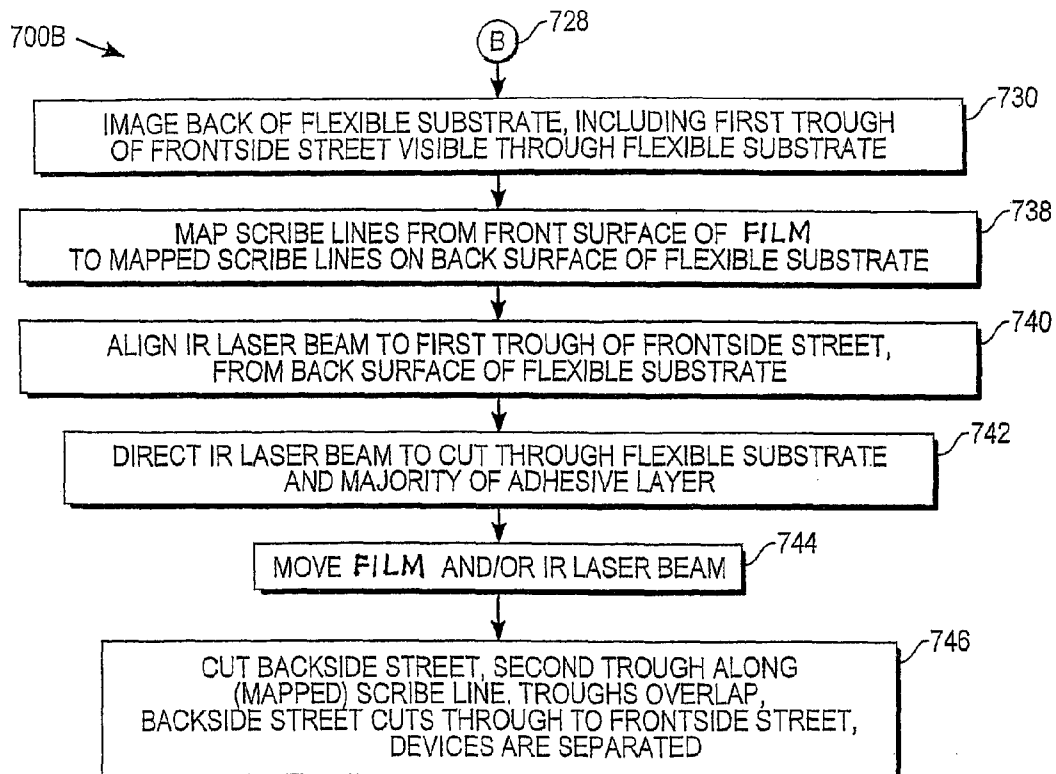 700B
B
728
730
IMAGE BACK OF FLEXIBLE SUBSTRATE, INCLUDING FIRST TROUGH
OF FRONTSIDE STREET VISIBLE THROUGH FLEXIBLE SUBSTRATE
738
MAP SCRIBE LINES FROM FRONT SURFACE OF FILM
TO MAPPED SCRIBE LINES ON BACK SURFACE OF FLEXIBLE SUBSTRATE
740
ALIGN IR LASER BEAM TO FIRST TROUGH OF FRONTSIDE STREET,
FROM BACK SURFACE OF FLEXIBLE SUBSTRATE
742
DIRECT IR LASER BEAM TO CUT THROUGH FLEXIBLE SUBSTRATE
AND MAJORITY OF ADHESIVE LAYER
744
MOVE FILM AND/OR IR LASER BEAM
746
CUT BACKSIDE STREET, SECOND TROUGH ALONG
(MAPPED) SCRIBE LINE. TROUGHS OVERLAP,
BACKSIDE STREET CUTS THROUGH TO FRONTSIDE STREET,
DEVICES ARE SEPARATED